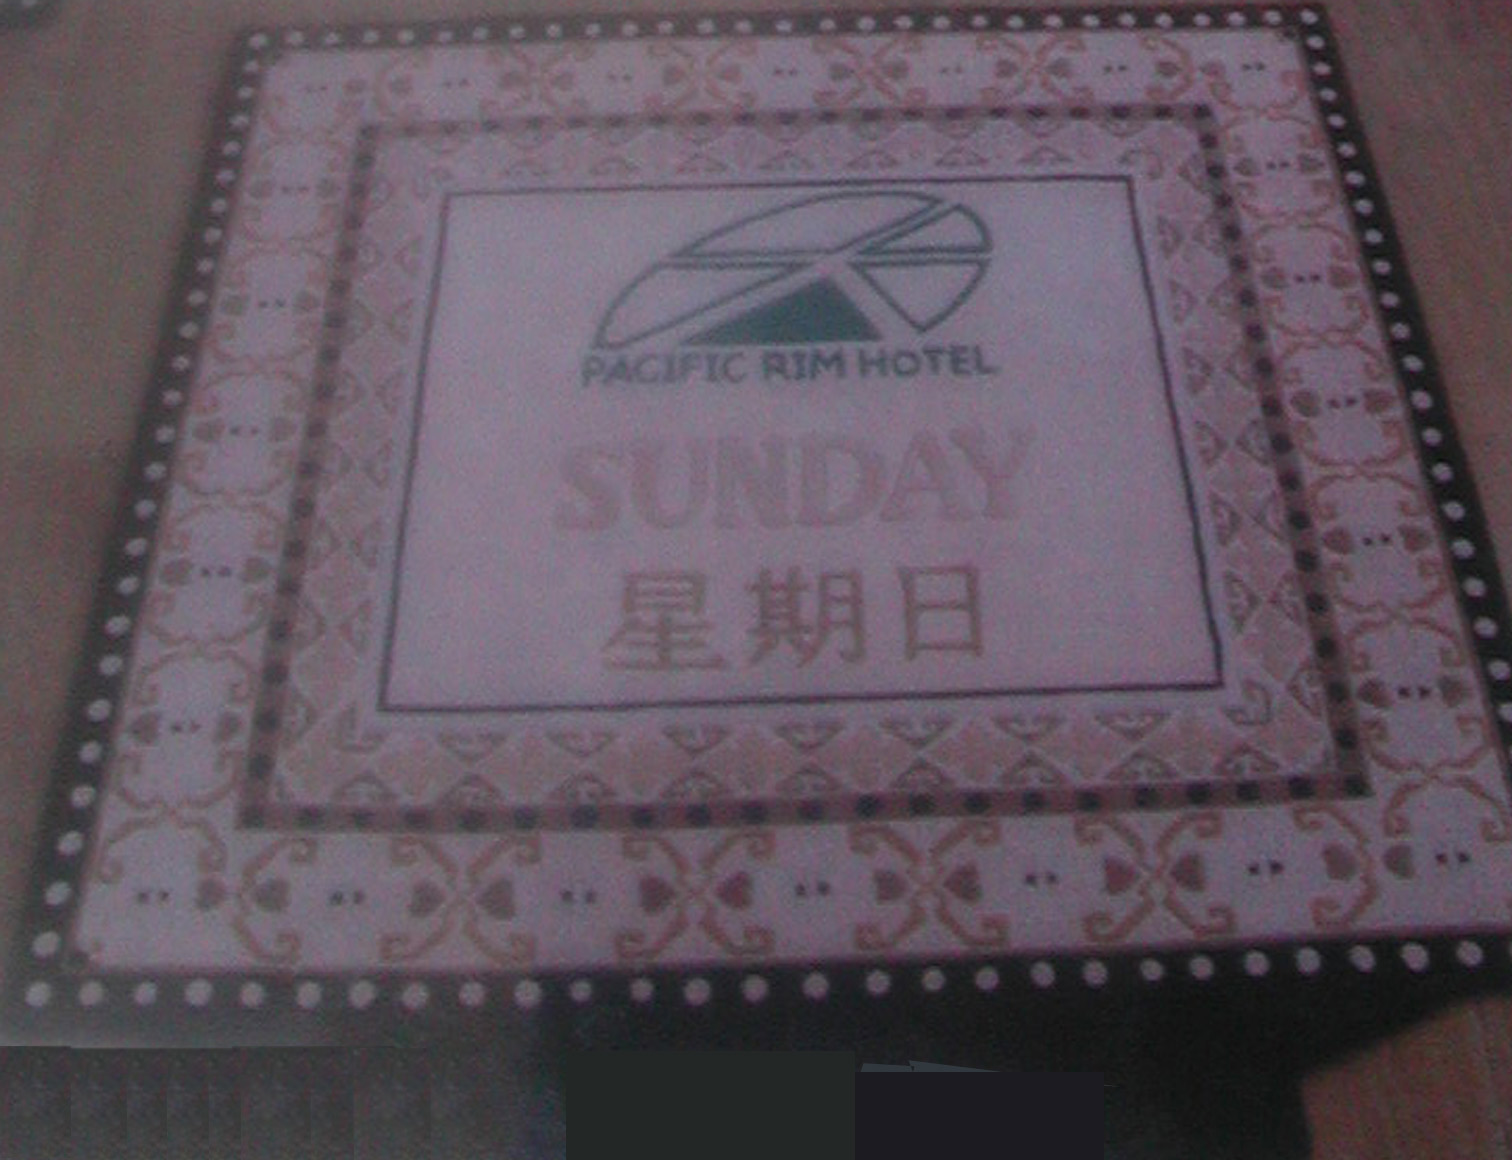 PACIFIC RIM HOTEL
SUNDAY
星期日